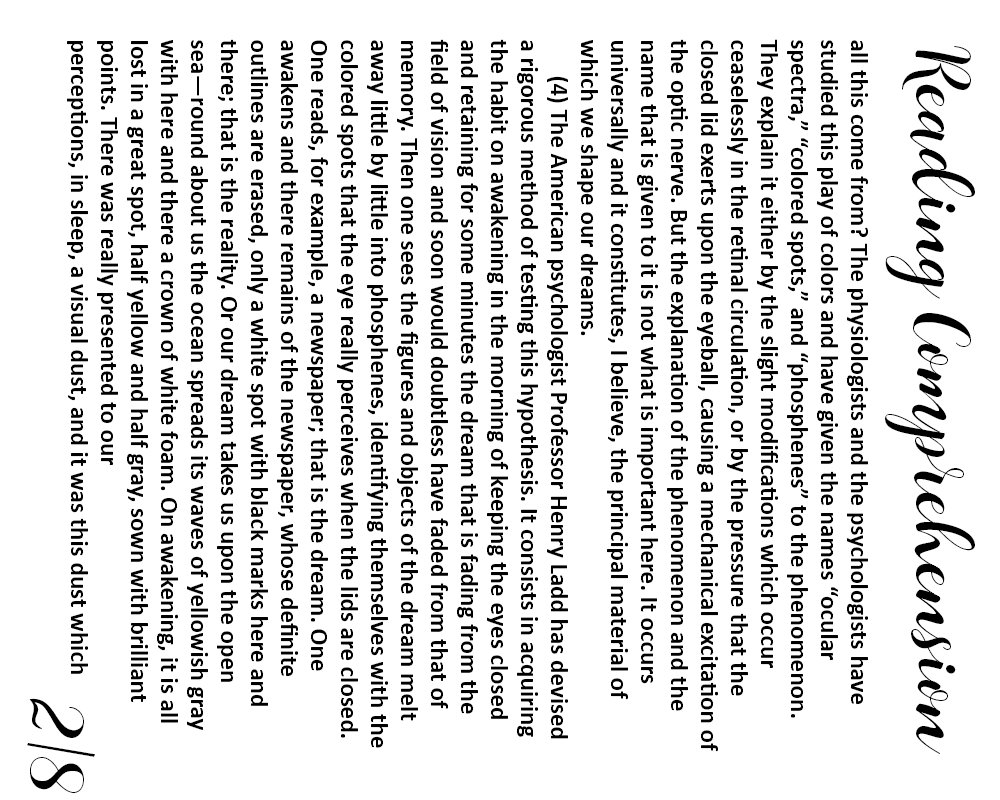 Reading Comprehension
all this come from? The physiologists and the psychologists have
studied this play of colors and have given the names “ocular
spectra,” “colored spots,” and “phosphenes” to the phenomenon.
They explain it either by the slight modifications which occur
ceaselessly in the retinal circulation, or by the pressure that the
closed lid exerts upon the eyeball, causing a mechanical excitation of
the optic nerve. But the explanation of the phenomenon and the
name that is given to it is not what is important here. It occurs
universally and it constitutes, I believe, the principal material of
which we shape our dreams.
(4) The American psychologist Professor Henry Ladd has devised
a rigorous method of testing this hypothesis. It consists in acquiring
the habit on awakening in the morning of keeping the eyes closed
and retaining for some minutes the dream that is fading from the
field of vision and soon would doubtless have faded from that of
memory. Then one sees the figures and objects of the dream melt
away little by little into phosphenes, identifying themselves with the
colored spots that the eye really perceives when the lids are closed.
One reads, for example, a newspaper; that is the dream. One
awakens and there remains of the newspaper, whose definite
outlines are erased, only a white spot with black marks here and
there; that is the reality. Or our dream takes us upon the open
sea—round about us the ocean spreads its waves of yellowish gray
with here and there a crown of white foam. On awakening, it is all
lost in a great spot, half yellow and half gray, sown with brilliant
points. There was really presented to our
perceptions, in sleep, a visual dust, and it was this dust which
2/8